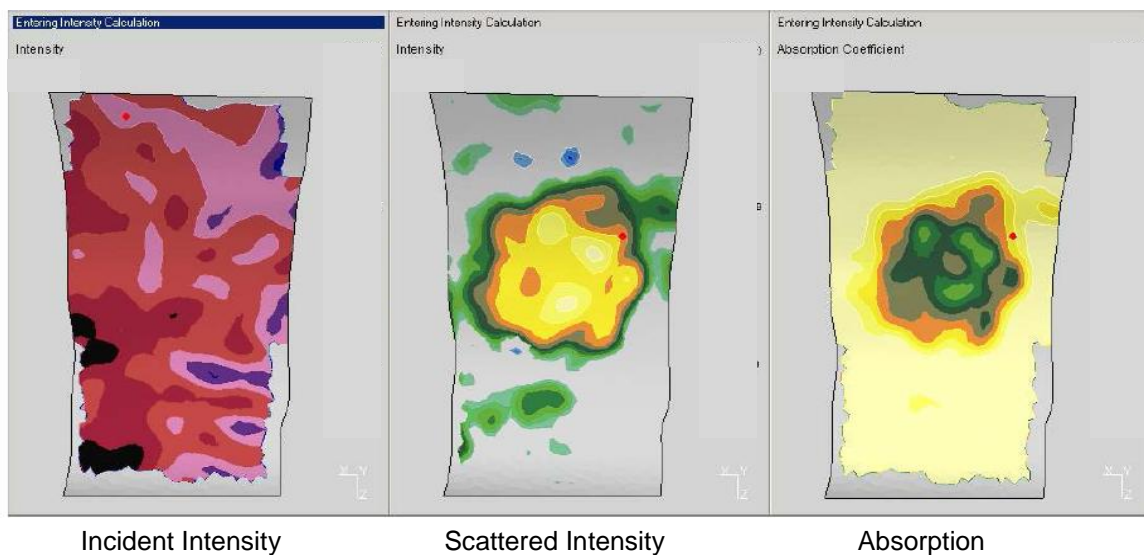 Entering Intensity Calculation
Intensity
Entering Intensity Calculation
Intensity
Entering Intensity Calculation
Absorption Coefficient
X Y
Z
X Y
Z
X Y
Z
Incident Intensity
Scattered Intensity
Absorption